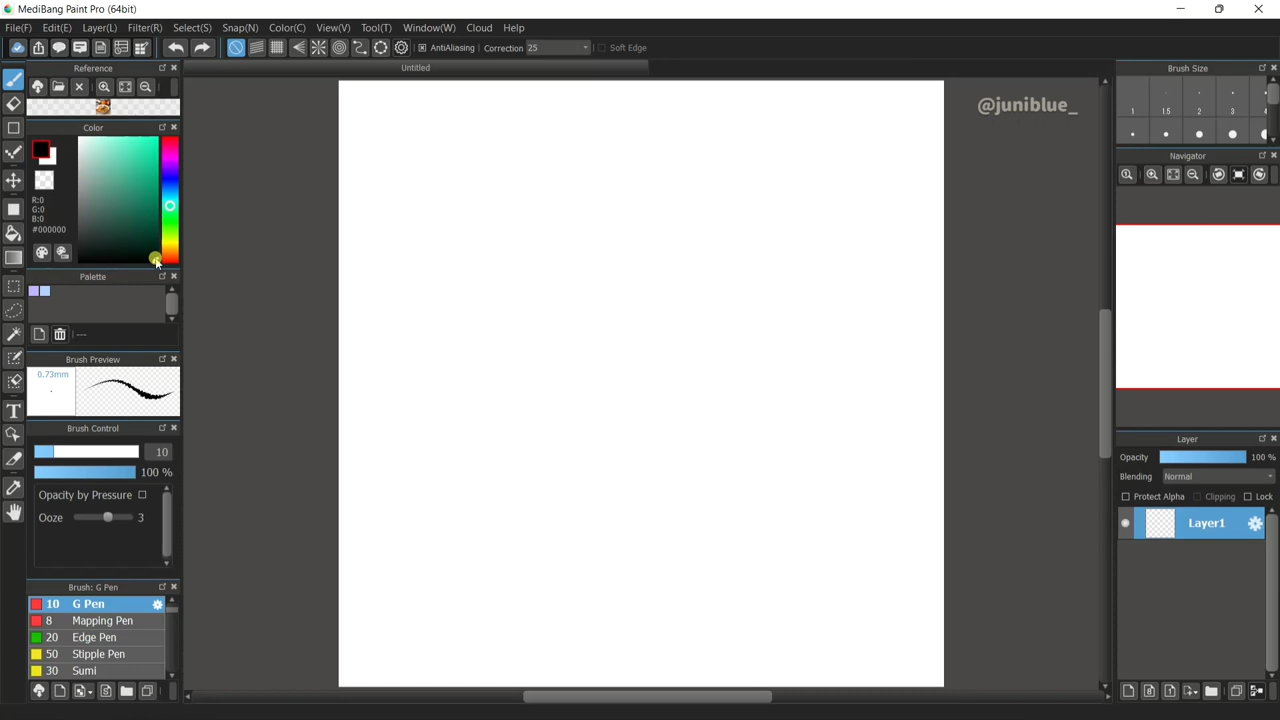 MediBang Paint Pro (64bit)
File(F) Edit(E) Layer(L) Filter(R) Select(S) Snap(N) Color(C) View(V) Tool(T) Window(W) Cloud Help
AntiAliasing Correction 25 Soft Edge
Reference
Untitled
Brush Size
@juniblue_
1 1.5 2 3 4
Color
Navigator
R:0
G:0
B:0
#000000
Palette
---
Brush Preview
0.73mm
Brush Control
10
100 %
Opacity by Pressure
Ooze 3
Layer
Opacity 100 %
Blending Normal
Protect Alpha Clipping Lock
Layer1
Brush: G Pen
10 G Pen
8 Mapping Pen
20 Edge Pen
50 Stipple Pen
30 Sumi